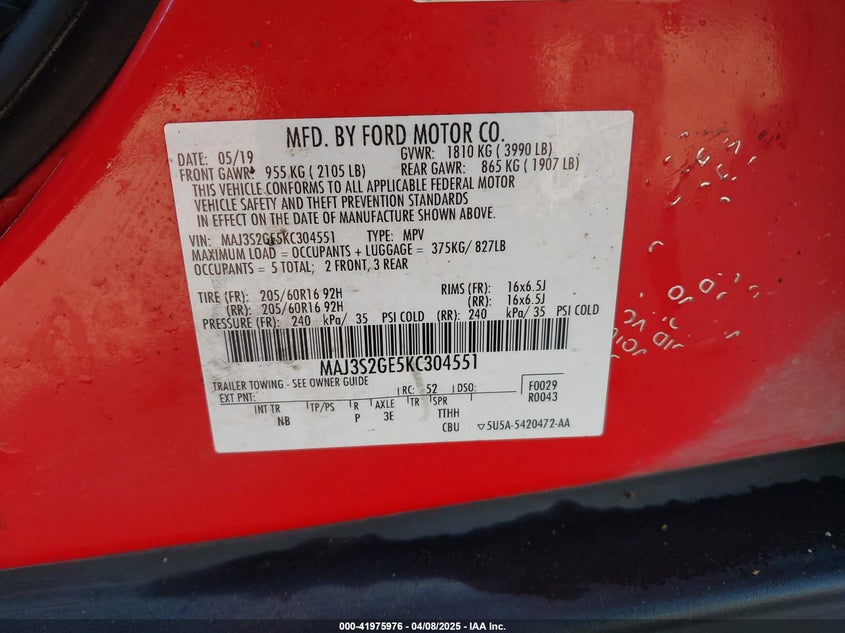 MFD. BY FORD MOTOR CO.
DATE: 05/19 GVWR: 1810 KG ( 3990 LB)
FRONT GAWR: 955 KG ( 2105 LB) REAR GAWR: 865 KG ( 1907 LB)
THIS VEHICLE CONFORMS TO ALL APPLICABLE FEDERAL MOTOR
VEHICLE SAFETY AND THEFT PREVENTION STANDARDS
IN EFFECT ON THE DATE OF MANUFACTURE SHOWN ABOVE.
VIN: MAJ3S2GE5KC304551 TYPE: MPV
MAXIMUM LOAD = OCCUPANTS + LUGGAGE = 375KG/ 827LB
OCCUPANTS = 5 TOTAL; 2 FRONT, 3 REAR
TIRE (FR): 205/60R16 92H RIMS (FR): 16x6.5J
(RR): 205/60R16 92H (RR): 16x6.5J
PRESSURE (FR): 240 kPa/ 35 PSI COLD (RR): 240 kPa/ 35 PSI COLD
MAJ3S2GE5KC304551
TRAILER TOWING - SEE OWNER GUIDE
EXT PNT: RC: 52 DSO: F0029
R0043
INT TR TP/PS R AXLE TR SPR
NB P 3E TTHH
CBU ▽5U5A-5420472-AA
000-41975976 | 04/08/2025 | IAA Inc.